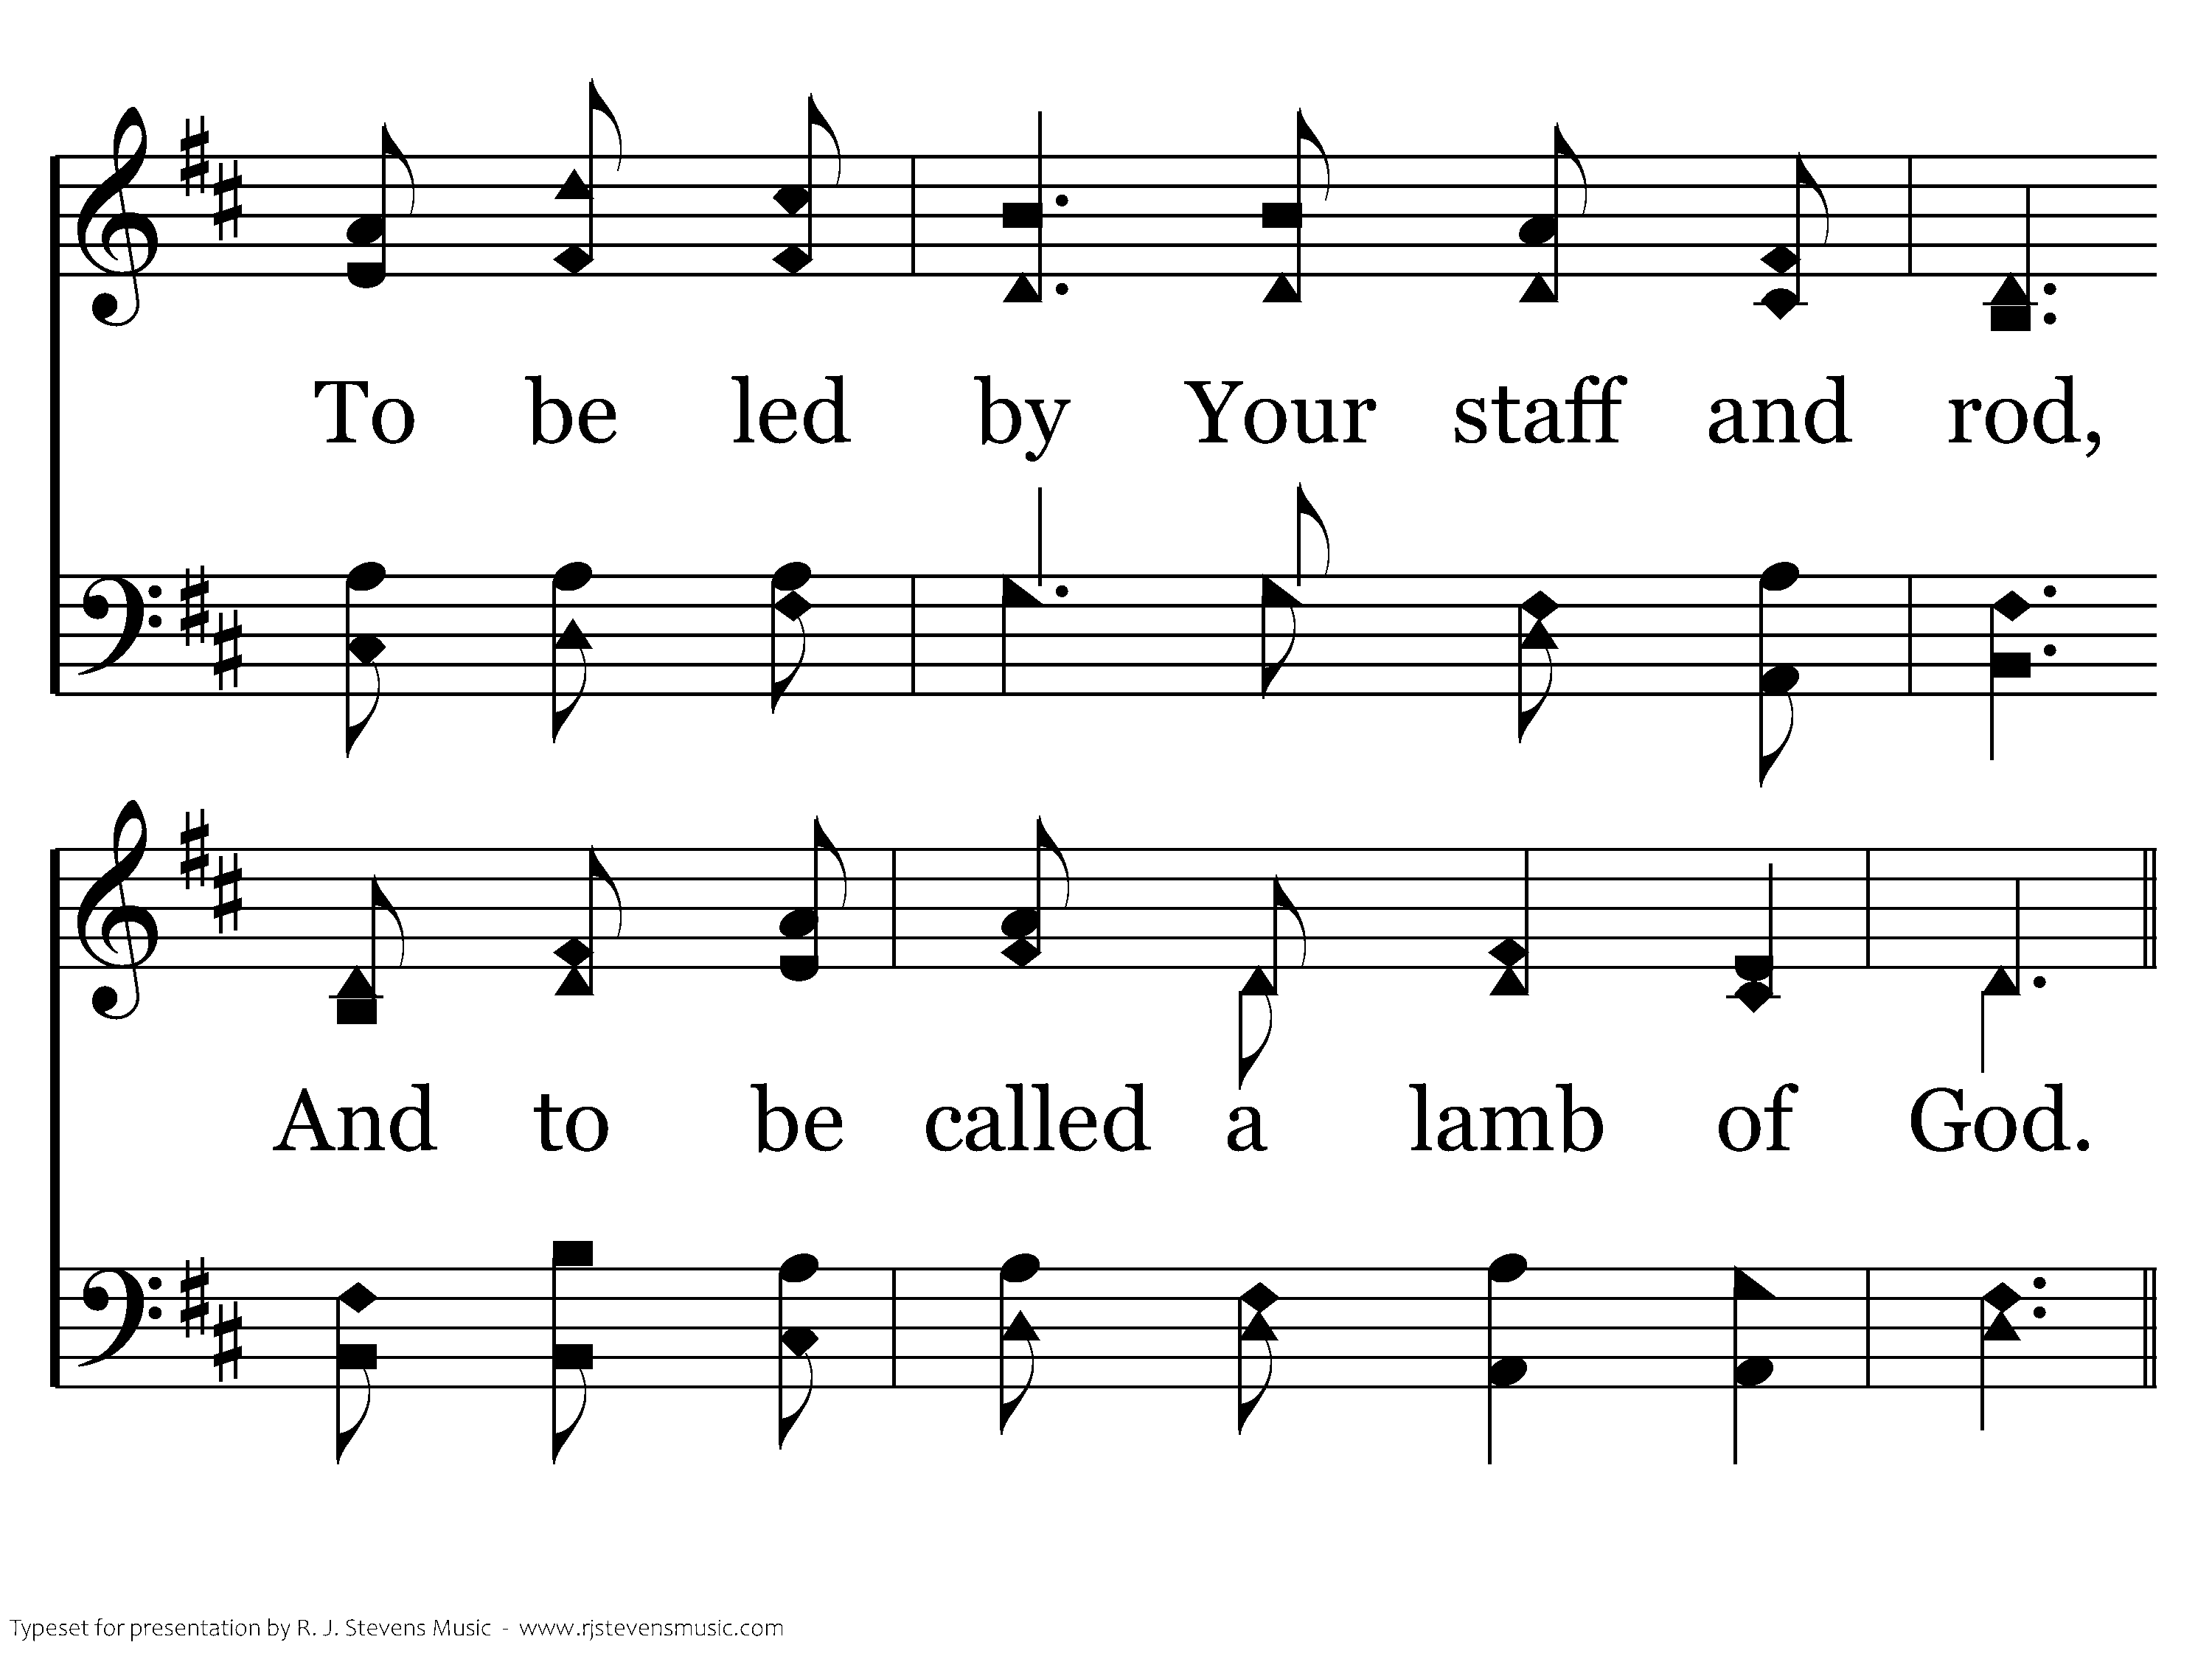 To be led by Your staff and rod,
And to be called a lamb of God.
Typeset for presentation by R. J. Stevens Music - www.rjstevensmusic.com